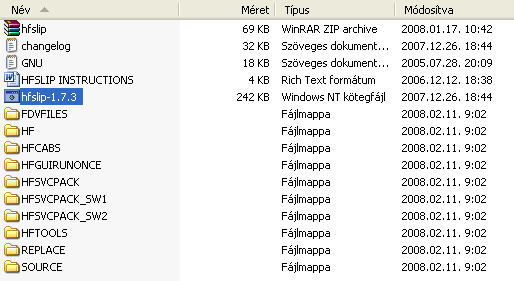 Név Méret Típus Módosítva
hfslip 69 KB WinRAR ZIP archive 2008.01.17. 10:42
changelog 32 KB Szöveges dokument... 2007.12.26. 18:44
GNU 18 KB Szöveges dokument... 2005.07.28. 20:09
HFSLIP INSTRUCTIONS 4 KB Rich Text formátum 2006.12.12. 18:38
hfslip-1.7.3 242 KB Windows NT kötegfájl 2007.12.26. 18:44
FDVFILES Fájlmappa 2008.02.11. 9:02
HF Fájlmappa 2008.02.11. 9:02
HFCABS Fájlmappa 2008.02.11. 9:02
HFGUIRUNONCE Fájlmappa 2008.02.11. 9:02
HFSVCPACK Fájlmappa 2008.02.11. 9:02
HFSVCPACK_SW1 Fájlmappa 2008.02.11. 9:02
HFSVCPACK_SW2 Fájlmappa 2008.02.11. 9:02
HFTOOLS Fájlmappa 2008.02.11. 9:02
REPLACE Fájlmappa 2008.02.11. 9:02
SOURCE Fájlmappa 2008.02.11. 9:02